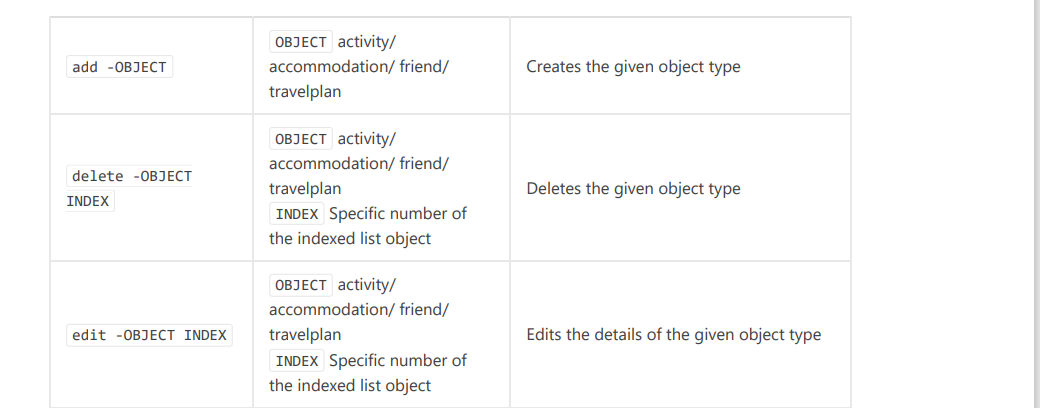 add -OBJECT
OBJECT activity/
accommodation/ friend/
travelplan
Creates the given object type
delete -OBJECT
INDEX
OBJECT activity/
accommodation/ friend/
travelplan
INDEX Specific number of
the indexed list object
Deletes the given object type
edit -OBJECT INDEX
OBJECT activity/
accommodation/ friend/
travelplan
INDEX Specific number of
the indexed list object
Edits the details of the given object type